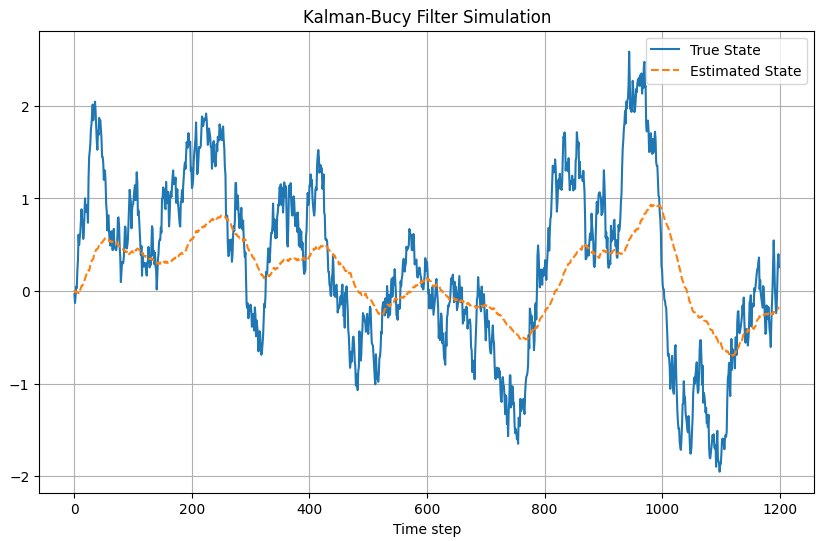 Kalman-Bucy Filter Simulation
True State
Estimated State
2
1
0
−1
−2
0 200 400 600 800 1000 1200
Time step